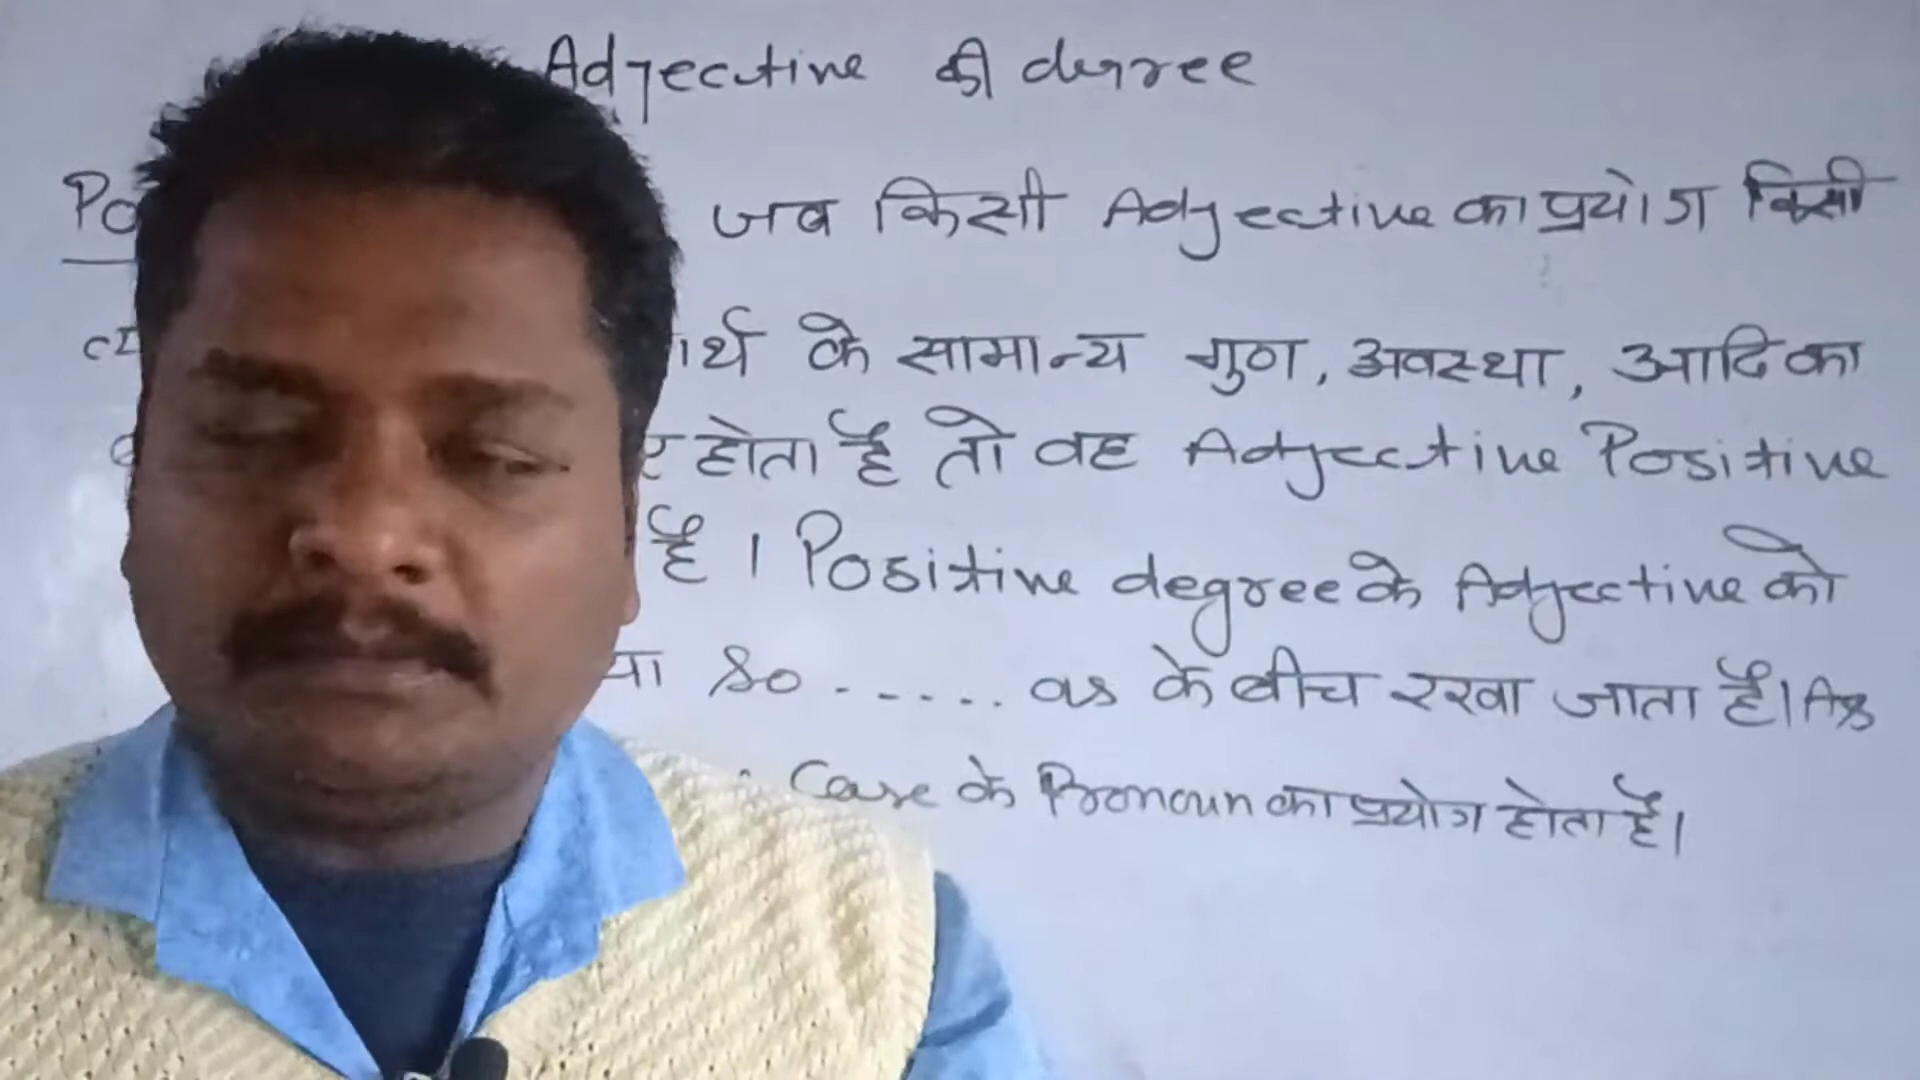 Adjective की degree
जब किसी Adjective का प्रयोग किसी
के सामान्य गुण, अवस्था, आदि का
होता है तो वह Adjective Positive
है। Positive degree के Adjective को
या so ...... as के बीच रखा जाता है। As
Case के Pronoun का प्रयोग होता है।